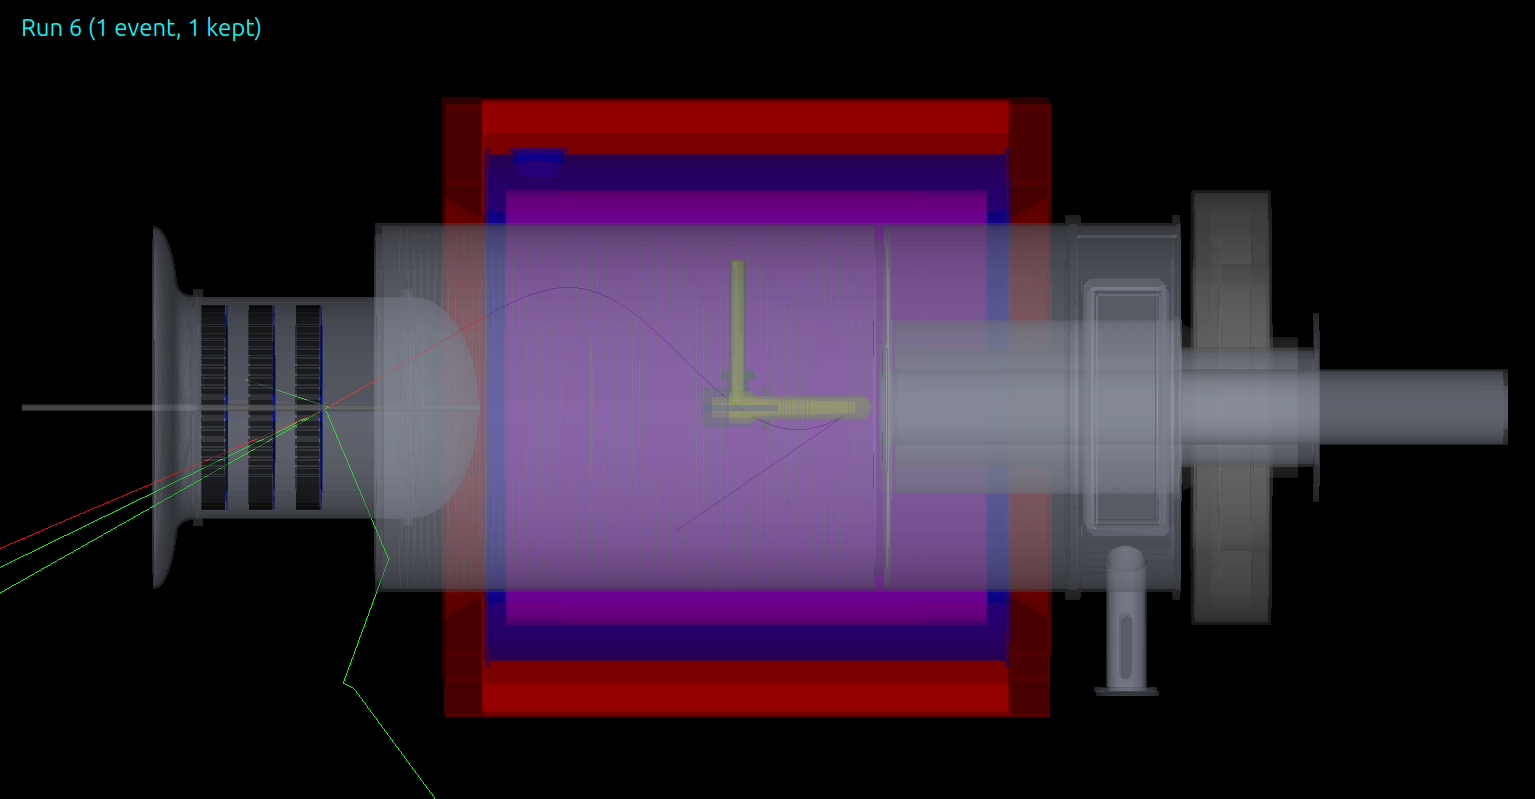 Run 6 (1 event, 1 kept)